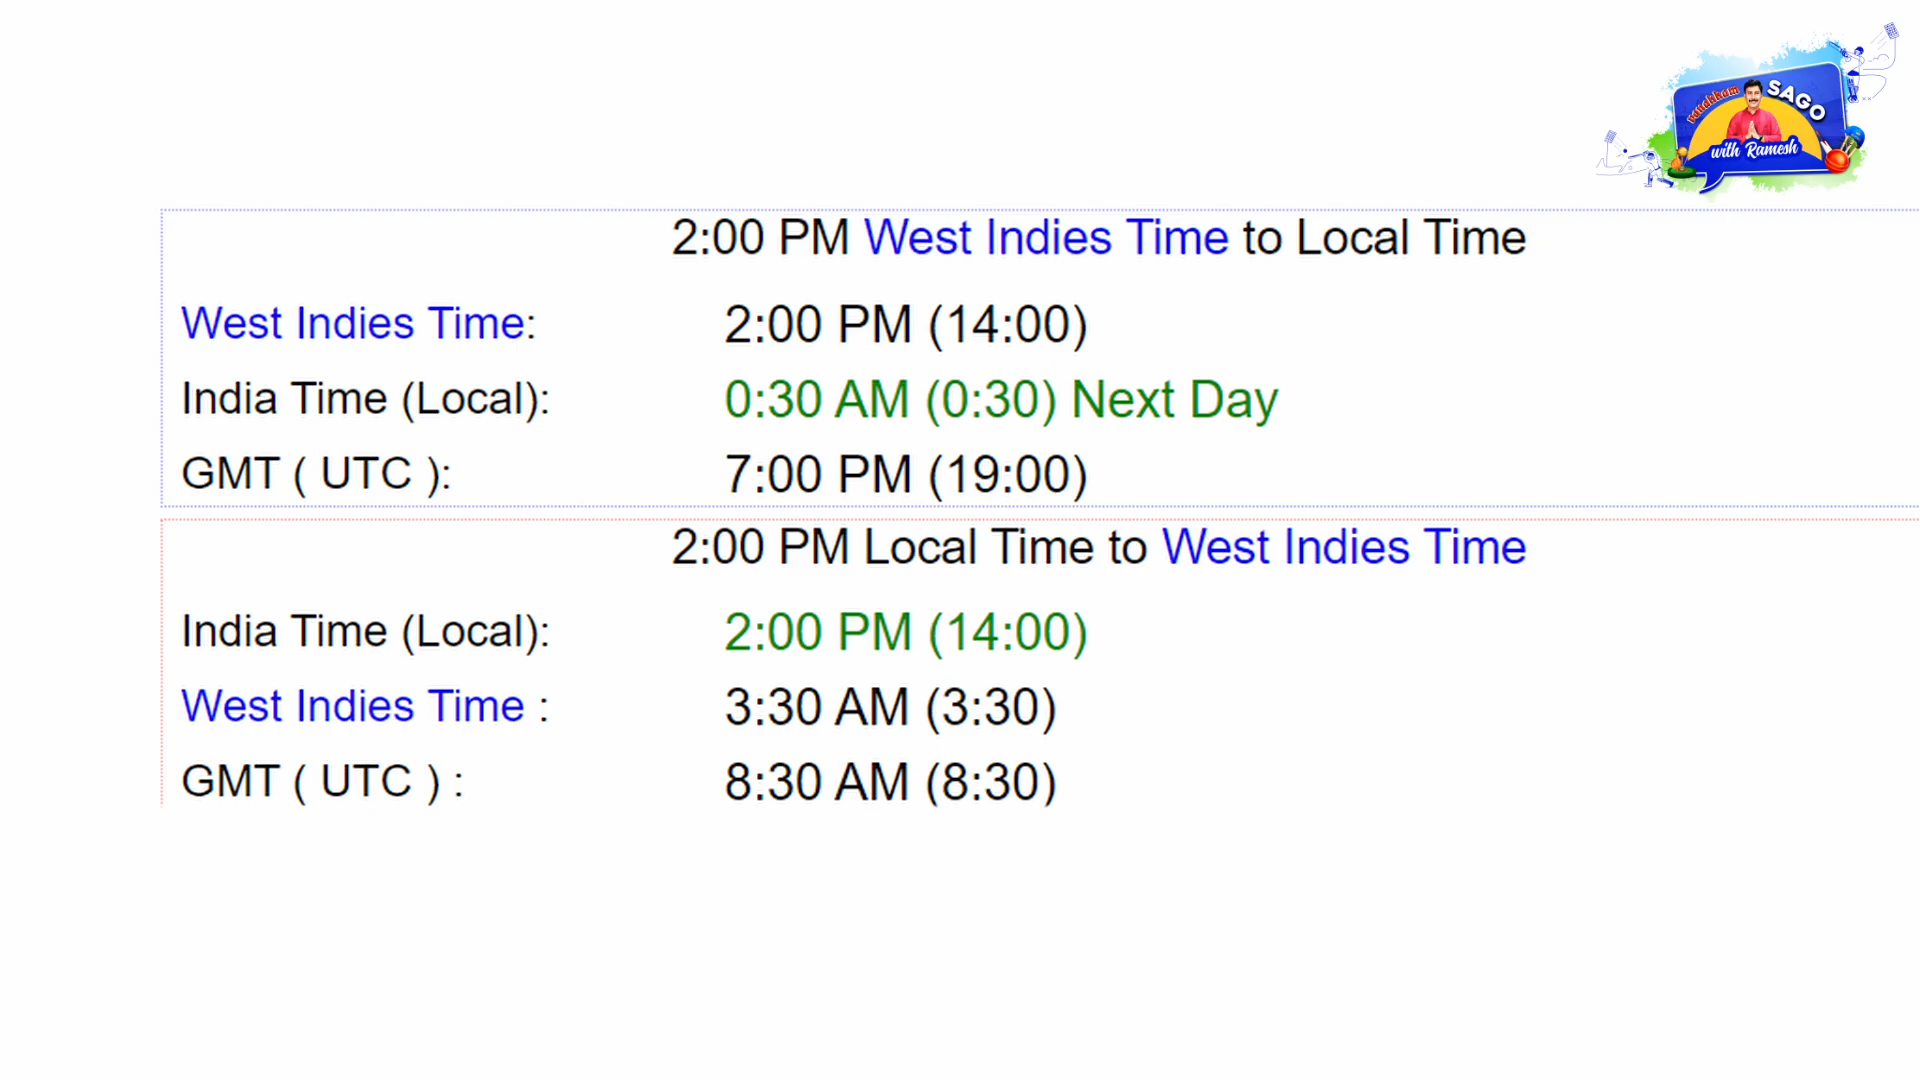 Pattakham SAGO
with Ramesh
2:00 PM West Indies Time to Local Time
West Indies Time: 2:00 PM (14:00)
India Time (Local): 0:30 AM (0:30) Next Day
GMT ( UTC ): 7:00 PM (19:00)
2:00 PM Local Time to West Indies Time
India Time (Local): 2:00 PM (14:00)
West Indies Time : 3:30 AM (3:30)
GMT ( UTC ) : 8:30 AM (8:30)